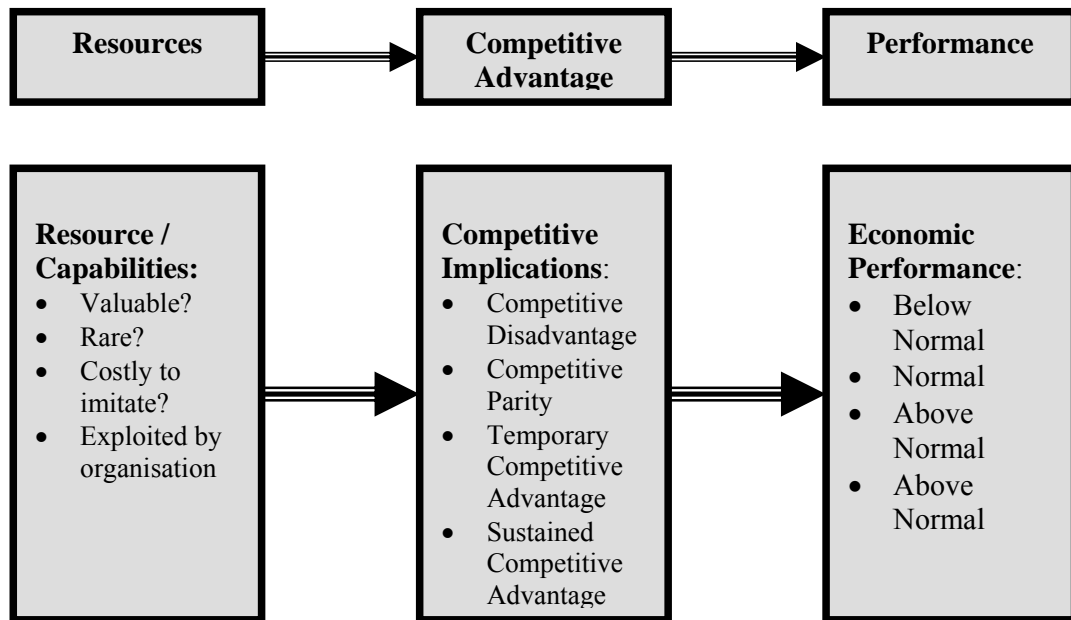 Resources
Competitive
Advantage
Performance
Resource /
Capabilities:
• Valuable?
• Rare?
• Costly to
imitate?
• Exploited by
organisation
Competitive
Implications:
• Competitive
Disadvantage
• Competitive
Parity
• Temporary
Competitive
Advantage
• Sustained
Competitive
Advantage
Economic
Performance:
• Below
Normal
• Normal
• Above
Normal
• Above
Normal